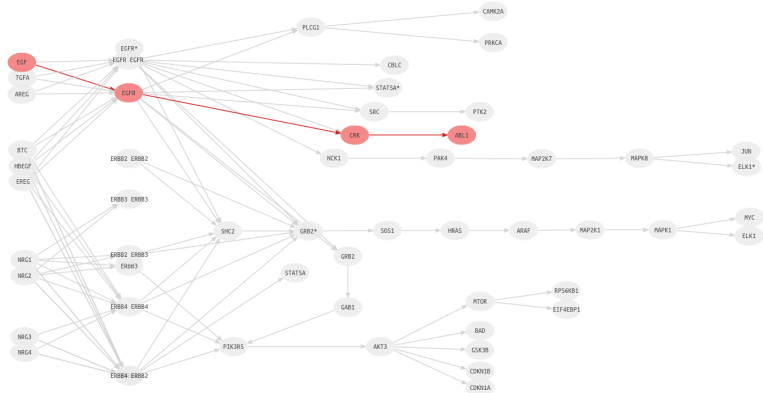 CAMK2A
PLCG1
PRKCA
EGFR*
EGFR EGFR
EGF
CBLC
TGFA
STAT5A*
AREG
EGFR
SRC
PTK2
CRK
ABL1
BTC
JUN
ERBB2 ERBB2
NCK1
PAK4
MAP2K7
MAPK8
HBEGF
ELK1*
EREG
ERBB3 ERBB3
MYC
SHC2
GRB2*
SOS1
HRAS
ARAF
MAP2K1
MAPK1
ELK1
ERBB2 ERBB3
GRB2
NRG1
ERBB3
NRG2
STAT5A
RPS6KB1
MTOR
ERBB4 ERBB4
GAB1
EIF4EBP1
BAD
NRG3
PIK3R5
AKT3
NRG4
GSK3B
CDKN1B
ERBB4 ERBB2
CDKN1A